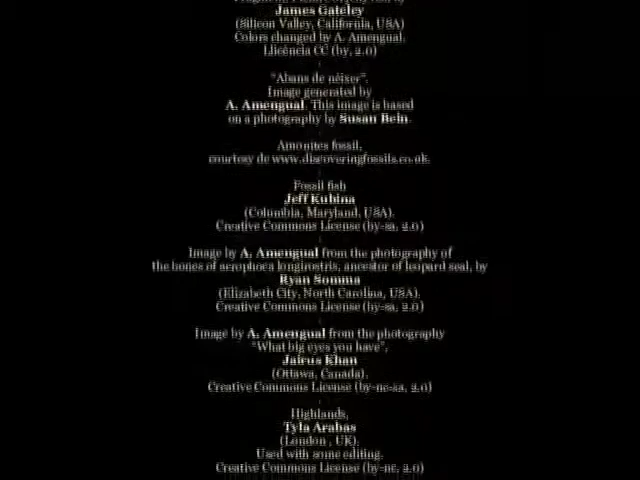 James Gateley
(Silicon Valley, California, USA)
Colors changed by A. Amengual.
Llicència CC (by, 2.0)
"Abans de néixer",
Image generated by
A. Amengual. This image is based
on a photography by Susan Bein.
Amonites fossil,
courtesy de www.discoveringfossils.co.uk.
Fossil fish
Jeff Kubina
(Columbia, Maryland, USA).
Creative Commons License (by-sa, 2.0)
Image by A. Amengual from the photography of
the bones of acrophoca longirostris, ancestor of leopard seal, by
Ryan Somma
(Elizabeth City, North Carolina, USA).
Creative Commons License (by-sa, 2.0)
Image by A. Amengual from the photography
"What big eyes you have",
Jairus Khan
(Ottawa, Canada).
Creative Commons License (by-nc-sa, 2.0)
Highlands,
Tyla Arabas
(London , UK).
Used with some editing.
Creative Commons License (by-nc, 2.0)